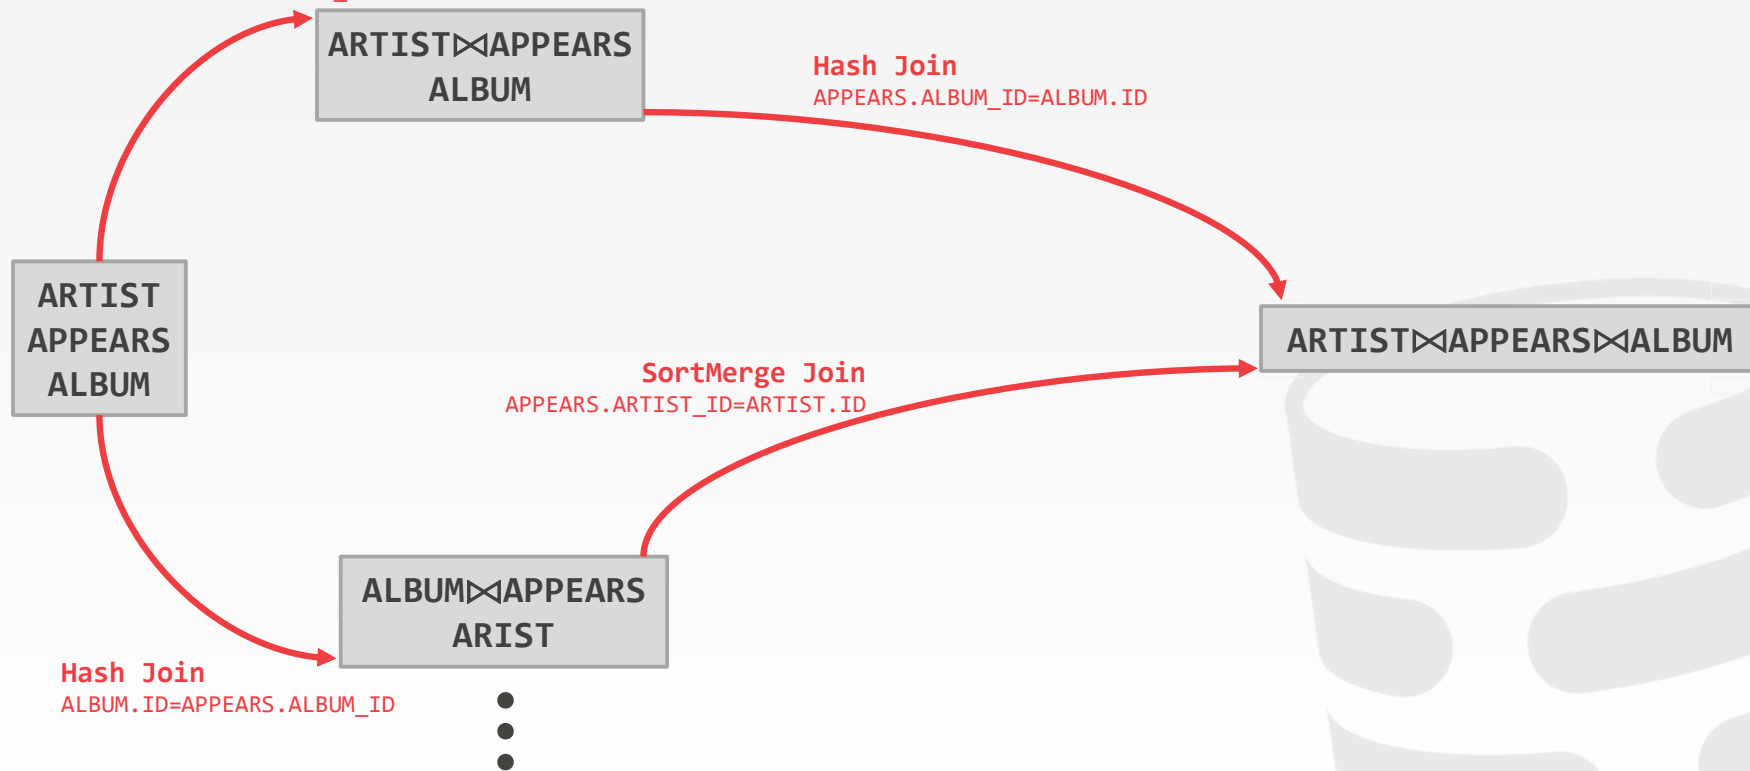 ARTIST⨝APPEARS
ALBUM
Hash Join
APPEARS.ALBUM_ID=ALBUM.ID
ARTIST
APPEARS
ALBUM
ARTIST⨝APPEARS⨝ALBUM
SortMerge Join
APPEARS.ARTIST_ID=ARTIST.ID
ALBUM⨝APPEARS
ARIST
Hash Join
ALBUM.ID=APPEARS.ALBUM_ID